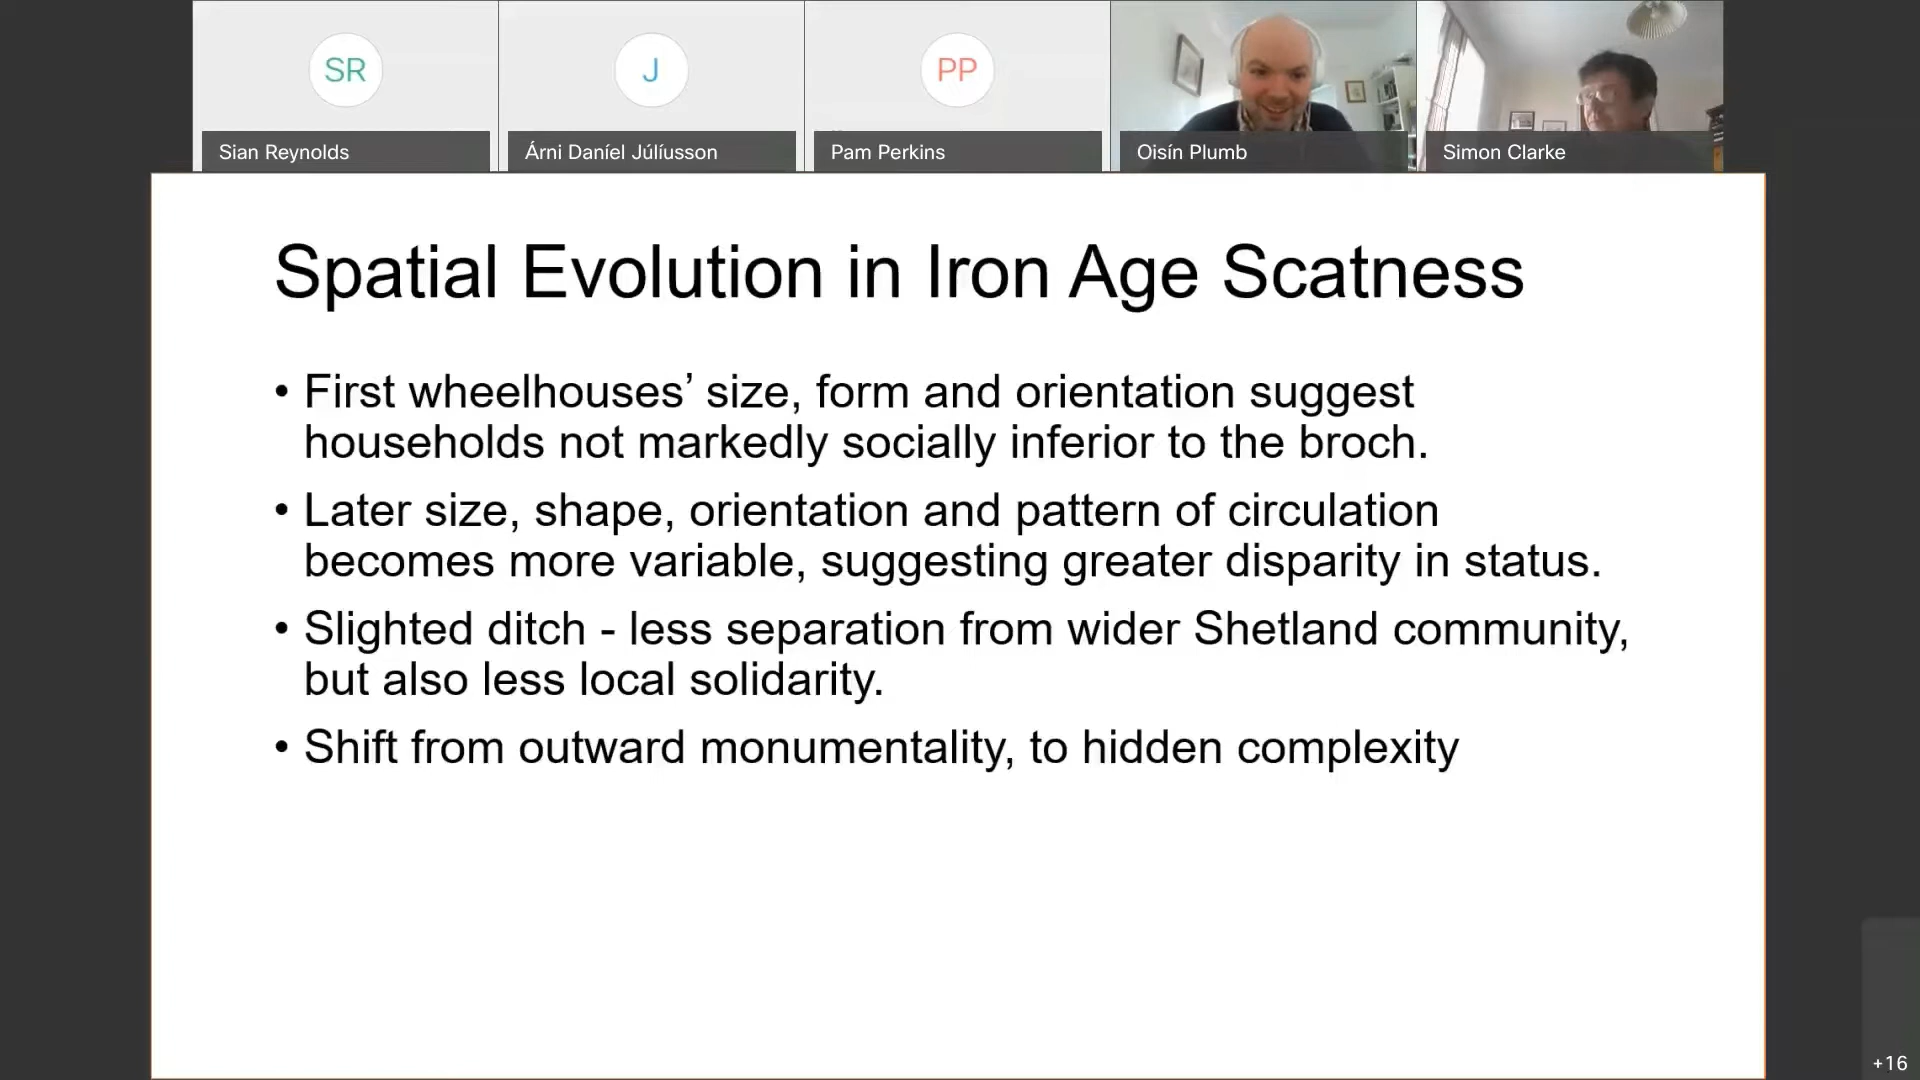 SR
J
PP
Sian Reynolds
Árni Daníel Júlíusson
Pam Perkins
Oisín Plumb
Simon Clarke
Spatial Evolution in Iron Age Scatness
• First wheelhouses’ size, form and orientation suggest
households not markedly socially inferior to the broch.
• Later size, shape, orientation and pattern of circulation
becomes more variable, suggesting greater disparity in status.
• Slighted ditch - less separation from wider Shetland community,
but also less local solidarity.
• Shift from outward monumentality, to hidden complexity
+16